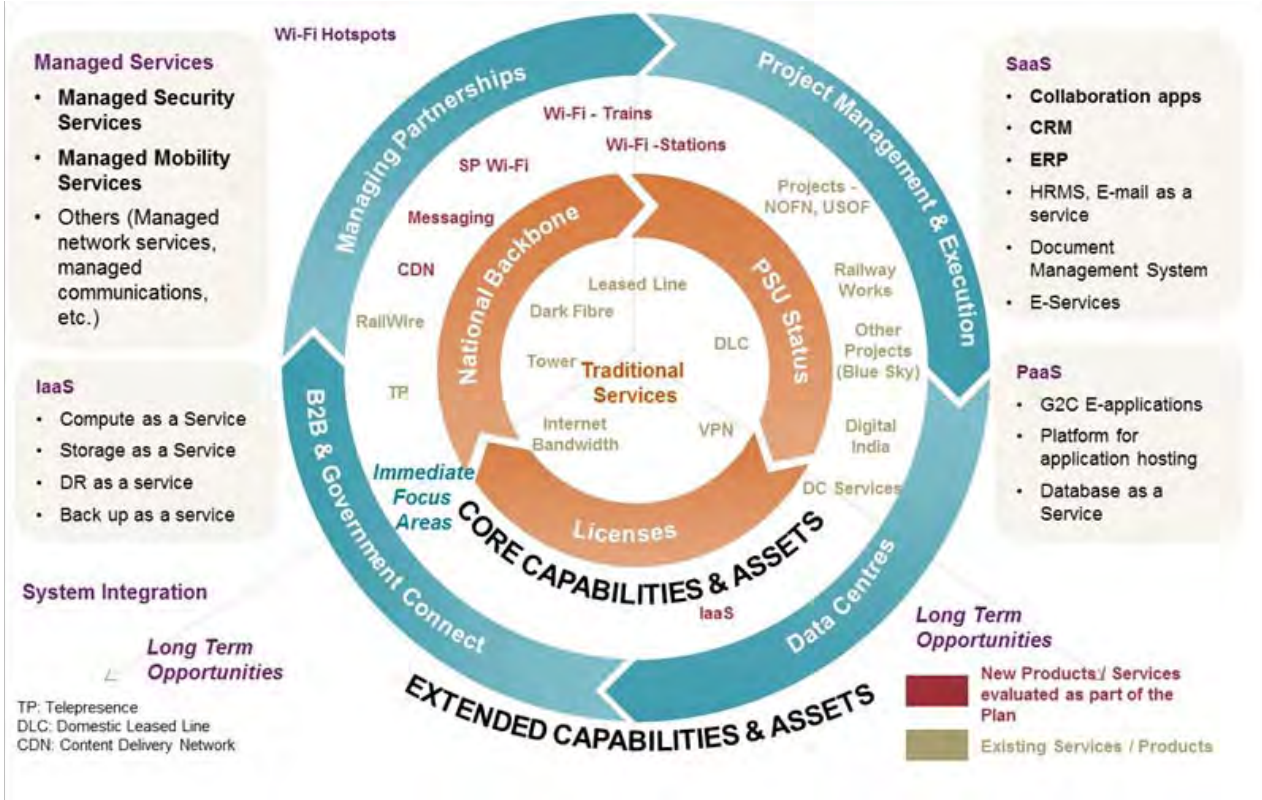 Wi-Fi Hotspots
Managed Services
• Managed Security
Services
• Managed Mobility
Services
• Others (Managed
network services,
managed
communications,
etc.)
IaaS
• Compute as a Service
• Storage as a Service
• DR as a service
• Back up as a service
System Integration
Long Term
Opportunities
TP: Telepresence
DLC: Domestic Leased Line
CDN: Content Delivery Network
Managing Partnerships
Project Management & Execution
Data Centres
B2B & Government Connect
Wi-Fi - Trains
Wi-Fi -Stations
SP Wi-Fi
Messaging
CDN
RailWire
TP
Immediate
Focus
Areas
Projects -
NOFN, USOF
Railway
Works
Other
Projects
(Blue Sky)
Digital
India
DC Services
IaaS
National Backbone
PSU Status
Licenses
Leased Line
Dark Fibre
DLC
Tower
Traditional
Services
Internet
Bandwidth
VPN
CORE CAPABILITIES & ASSETS
EXTENDED CAPABILITIES & ASSETS
SaaS
• Collaboration apps
• CRM
• ERP
• HRMS, E-mail as a
service
• Document
Management System
• E-Services
PaaS
• G2C E-applications
• Platform for
application hosting
• Database as a
Service
Long Term
Opportunities
New Products / Services
evaluated as part of the
Plan
Existing Services / Products